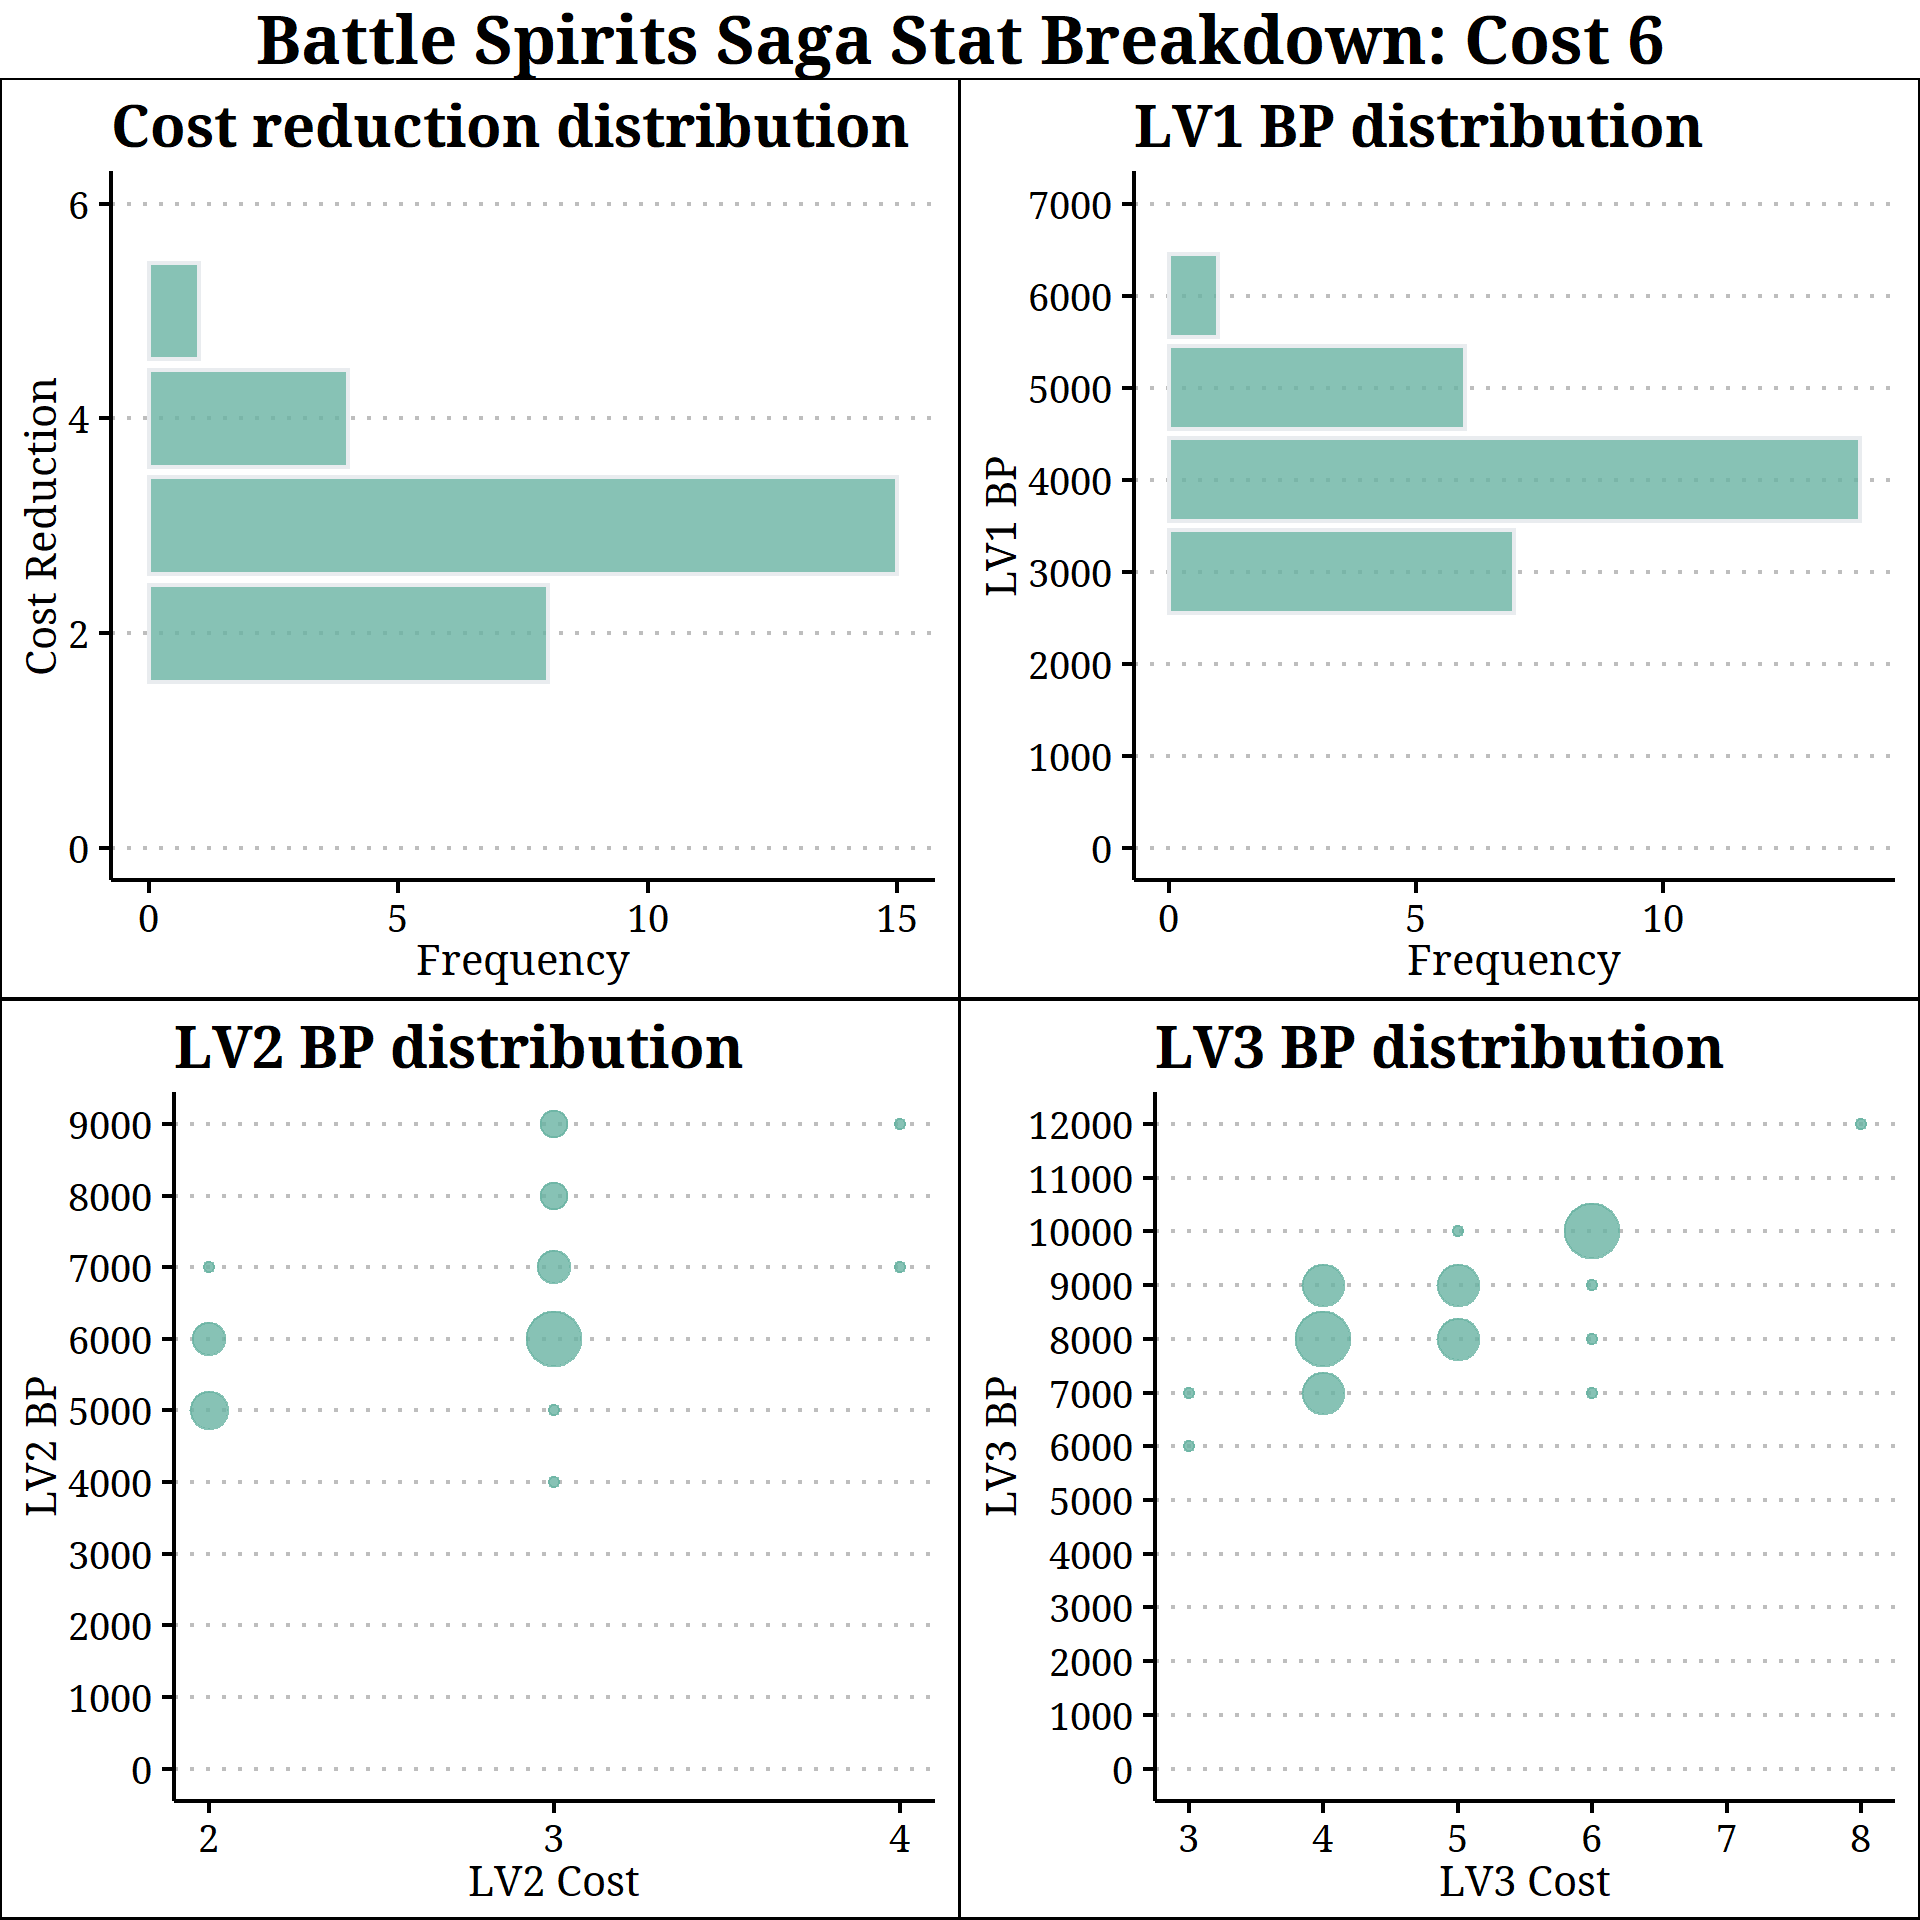 Battle Spirits Saga Stat Breakdown: Cost 6
Cost reduction distribution
Cost Reduction
6
4
2
0
0 5 10 15
Frequency
LV1 BP distribution
LV1 BP
7000
6000
5000
4000
3000
2000
1000
0
0 5 10
Frequency
LV2 BP distribution
LV2 BP
9000
8000
7000
6000
5000
4000
3000
2000
1000
0
2 3 4
LV2 Cost
LV3 BP distribution
LV3 BP
12000
11000
10000
9000
8000
7000
6000
5000
4000
3000
2000
1000
0
3 4 5 6 7 8
LV3 Cost